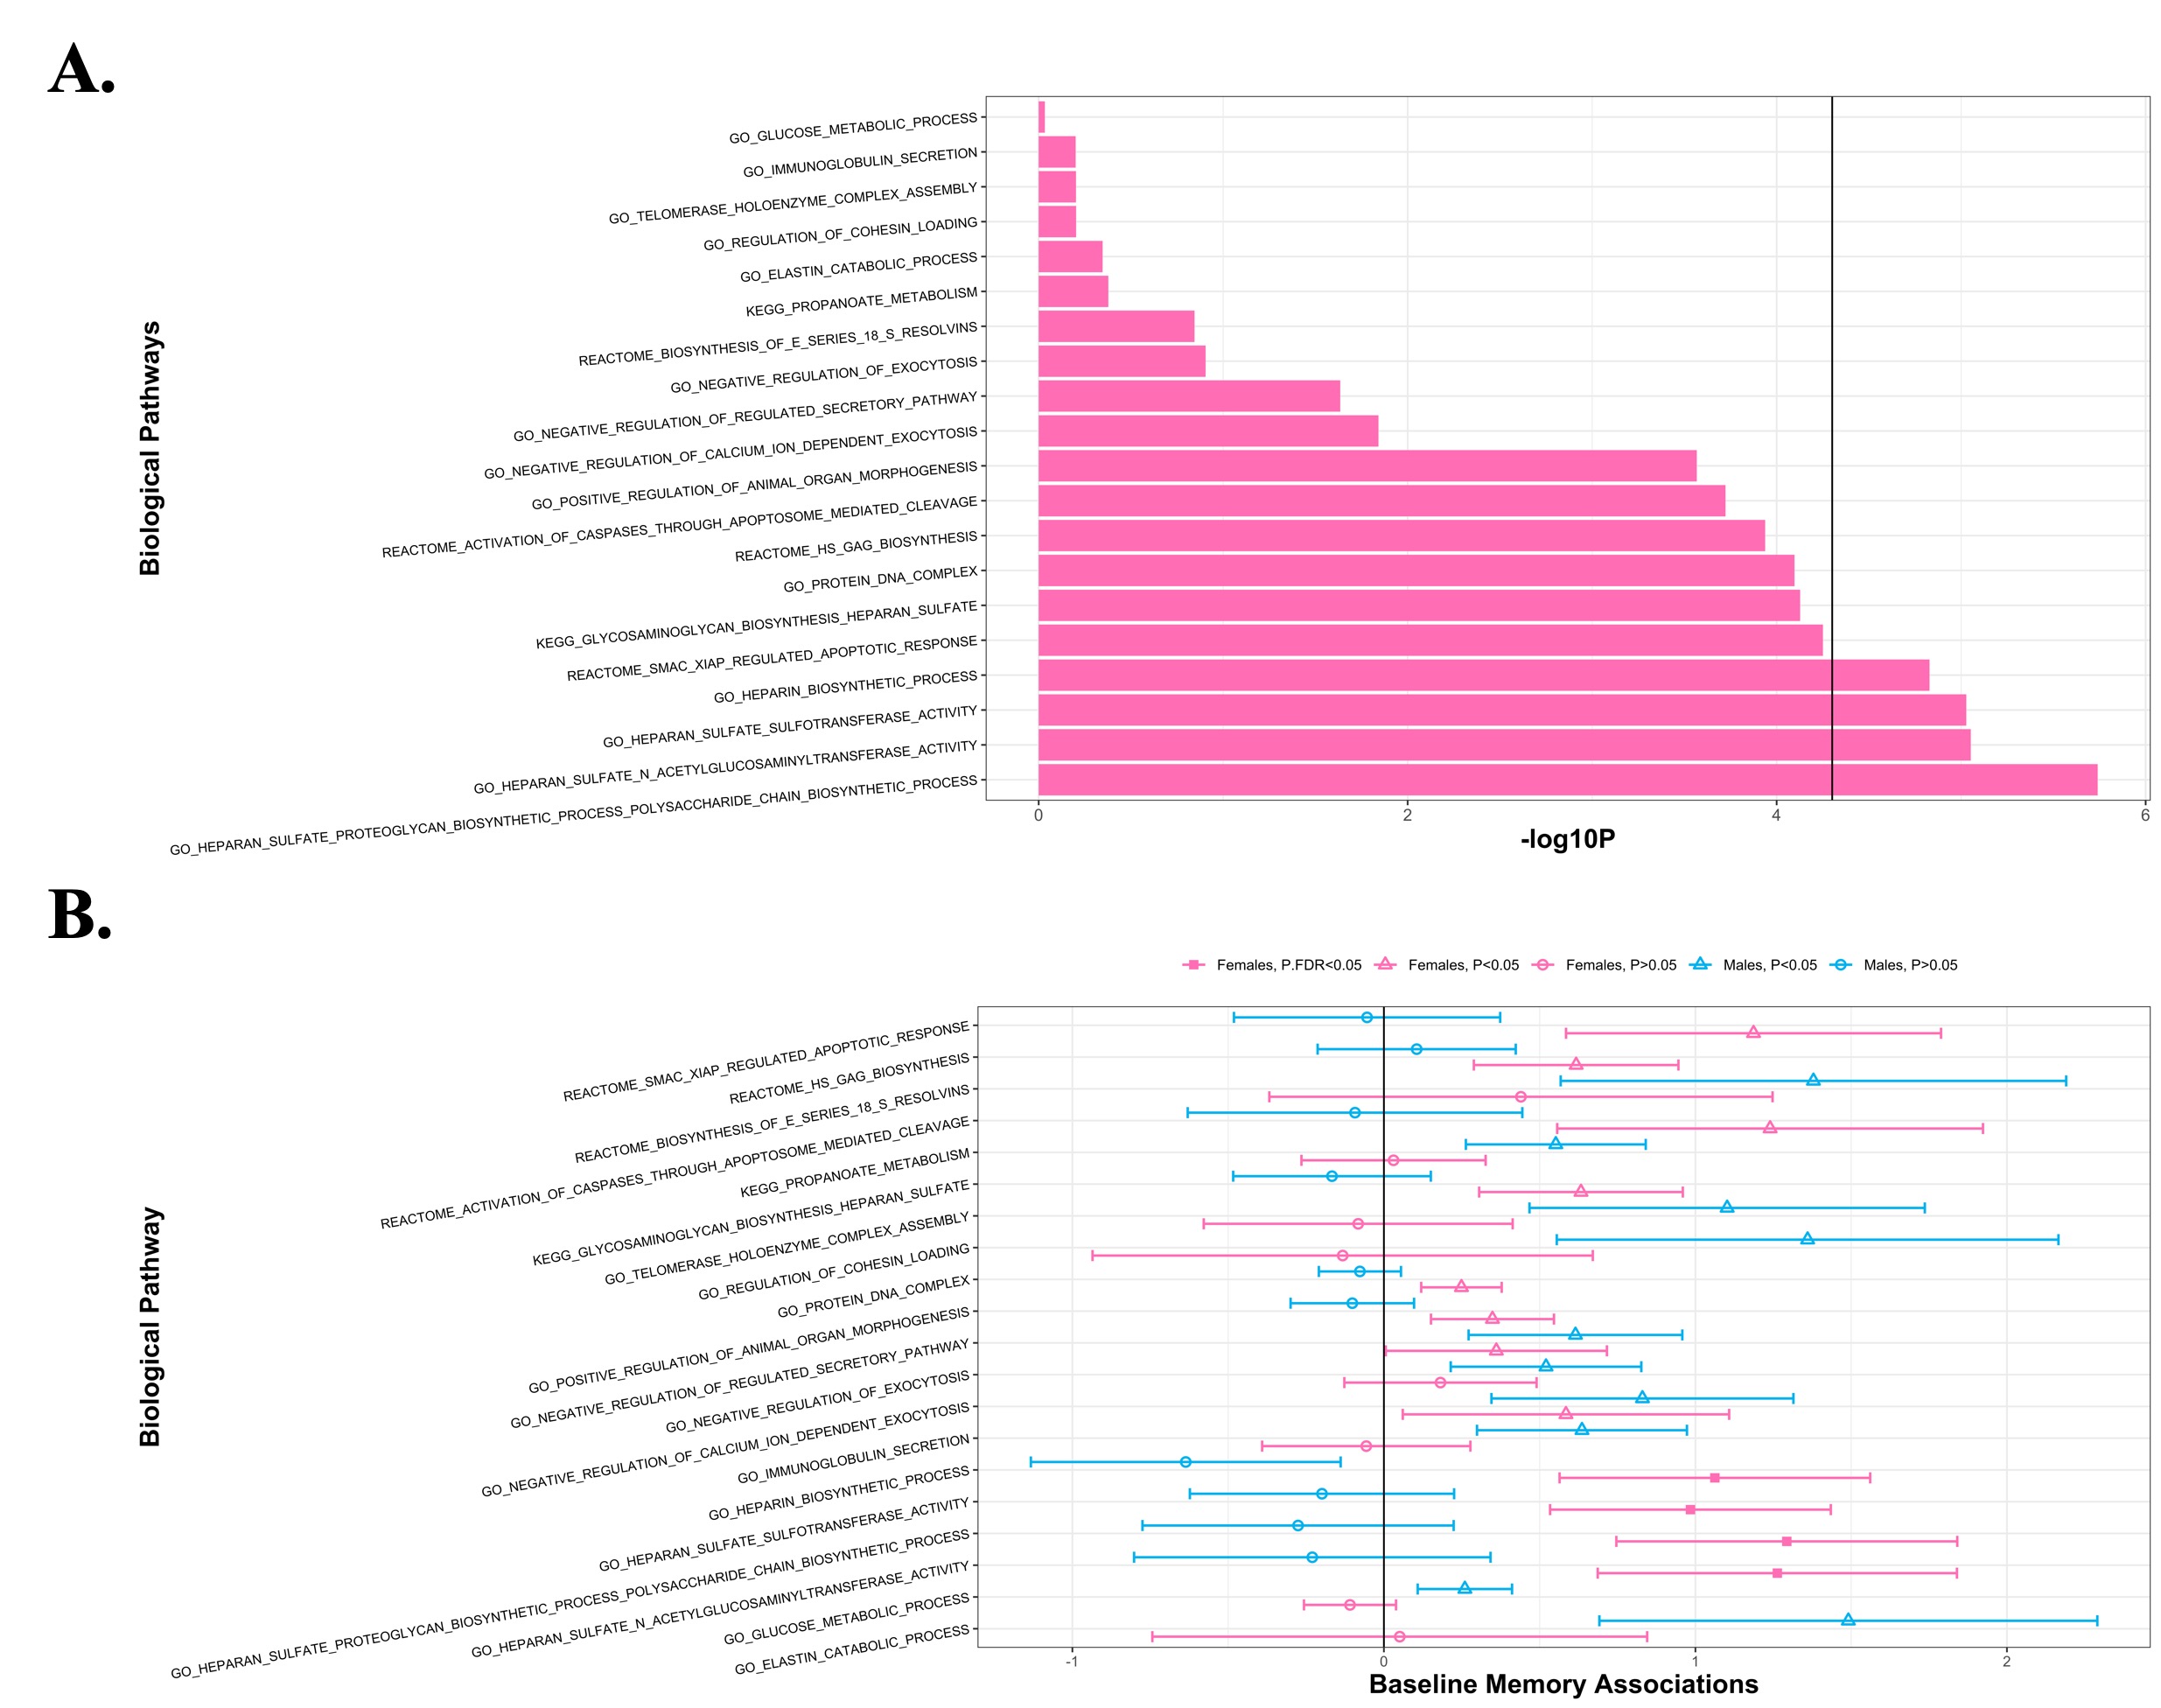 A.
Biological Pathways
GO_GLUCOSE_METABOLIC_PROCESS
GO_IMMUNOGLOBULIN_SECRETION
GO_TELOMERASE_HOLOENZYME_COMPLEX_ASSEMBLY
GO_REGULATION_OF_COHESIN_LOADING
GO_ELASTIN_CATABOLIC_PROCESS
KEGG_PROPANOATE_METABOLISM
REACTOME_BIOSYNTHESIS_OF_E_SERIES_18_S_RESOLVINS
GO_NEGATIVE_REGULATION_OF_EXOCYTOSIS
GO_NEGATIVE_REGULATION_OF_REGULATED_SECRETORY_PATHWAY
GO_NEGATIVE_REGULATION_OF_CALCIUM_ION_DEPENDENT_EXOCYTOSIS
GO_POSITIVE_REGULATION_OF_ANIMAL_ORGAN_MORPHOGENESIS
REACTOME_ACTIVATION_OF_CASPASES_THROUGH_APOPTOSOME_MEDIATED_CLEAVAGE
REACTOME_HS_GAG_BIOSYNTHESIS
GO_PROTEIN_DNA_COMPLEX
KEGG_GLYCOSAMINOGLYCAN_BIOSYNTHESIS_HEPARAN_SULFATE
REACTOME_SMAC_XIAP_REGULATED_APOPTOTIC_RESPONSE
GO_HEPARIN_BIOSYNTHETIC_PROCESS
GO_HEPARAN_SULFATE_SULFOTRANSFERASE_ACTIVITY
GO_HEPARAN_SULFATE_N_ACETYLGLUCOSAMINYLTRANSFERASE_ACTIVITY
GO_HEPARAN_SULFATE_PROTEOGLYCAN_BIOSYNTHETIC_PROCESS_POLYSACCHARIDE_CHAIN_BIOSYNTHETIC_PROCESS
0 2 4 6
-log10P
B.
Females, P.FDR<0.05 Females, P<0.05 Females, P>0.05 Males, P<0.05 Males, P>0.05
Biological Pathway
REACTOME_SMAC_XIAP_REGULATED_APOPTOTIC_RESPONSE
REACTOME_HS_GAG_BIOSYNTHESIS
REACTOME_BIOSYNTHESIS_OF_E_SERIES_18_S_RESOLVINS
REACTOME_ACTIVATION_OF_CASPASES_THROUGH_APOPTOSOME_MEDIATED_CLEAVAGE
KEGG_PROPANOATE_METABOLISM
KEGG_GLYCOSAMINOGLYCAN_BIOSYNTHESIS_HEPARAN_SULFATE
GO_TELOMERASE_HOLOENZYME_COMPLEX_ASSEMBLY
GO_REGULATION_OF_COHESIN_LOADING
GO_PROTEIN_DNA_COMPLEX
GO_POSITIVE_REGULATION_OF_ANIMAL_ORGAN_MORPHOGENESIS
GO_NEGATIVE_REGULATION_OF_REGULATED_SECRETORY_PATHWAY
GO_NEGATIVE_REGULATION_OF_EXOCYTOSIS
GO_NEGATIVE_REGULATION_OF_CALCIUM_ION_DEPENDENT_EXOCYTOSIS
GO_IMMUNOGLOBULIN_SECRETION
GO_HEPARIN_BIOSYNTHETIC_PROCESS
GO_HEPARAN_SULFATE_SULFOTRANSFERASE_ACTIVITY
GO_HEPARAN_SULFATE_PROTEOGLYCAN_BIOSYNTHETIC_PROCESS_POLYSACCHARIDE_CHAIN_BIOSYNTHETIC_PROCESS
GO_HEPARAN_SULFATE_N_ACETYLGLUCOSAMINYLTRANSFERASE_ACTIVITY
GO_GLUCOSE_METABOLIC_PROCESS
GO_ELASTIN_CATABOLIC_PROCESS
-1 0 1 2
Baseline Memory Associations